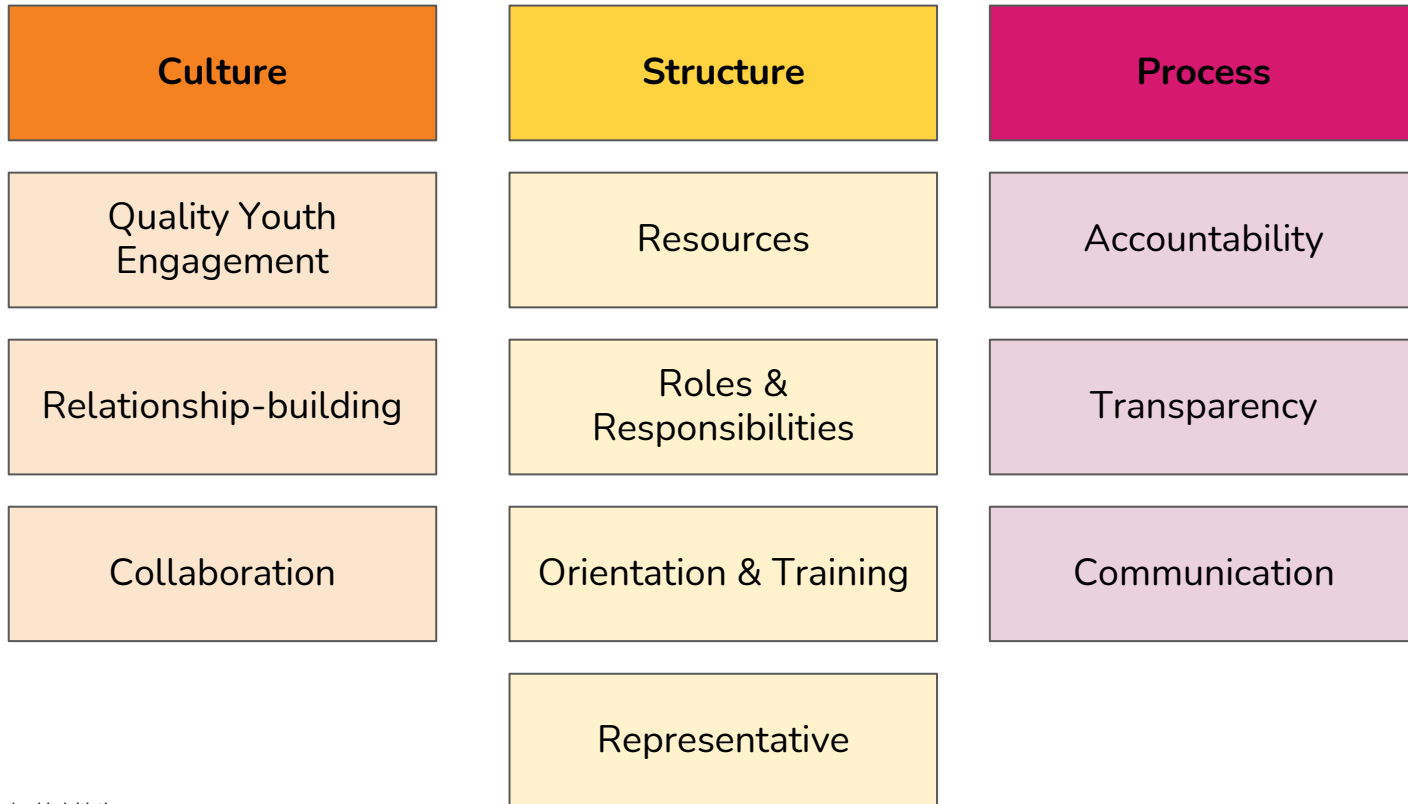 Culture
Structure
Process
Quality Youth
Engagement
Resources
Accountability
Relationship-building
Roles &
Responsibilities
Transparency
Collaboration
Orientation & Training
Communication
Representative